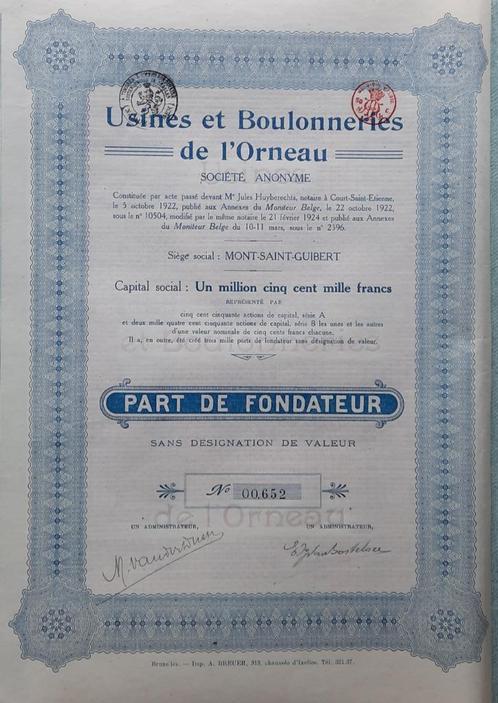 Usines et Boulonneries
de l'Orneau
SOCIÉTÉ ANONYME
Constituée par acte passé devant Me Jules Huyberechts, notaire à Court-Saint-Etienne,
le 5 octobre 1922, publié aux Annexes du Moniteur Belge, le 22 octobre 1922,
sous le no 10504, modifié par le même notaire le 21 février 1924 et publié aux Annexes
du Moniteur Belge du 10-11 mars, sous le no 2396.
Siège social : MONT-SAINT-GUIBERT
Capital social : Un million cinq cent mille francs
REPRÉSENTÉ PAR
cinq cent cinquante actions de capital, série A
et deux mille quatre cent cinquante actions de capital, série B les unes et les autres
d'une valeur nominale de cinq cents francs chacune.
Il a, en outre, été créé trois mille parts de fondateur sans désignation de valeur.
Boulonneries
PART DE FONDATEUR
SANS DESIGNATION DE VALEUR
No 00,652
de l'Orneau
UN ADMINISTRATEUR, UN ADMINISTRATEUR,
Bruxelles. — Imp. A. BREUER, 313, chaussée d'Ixelles. Tél. 321.37.